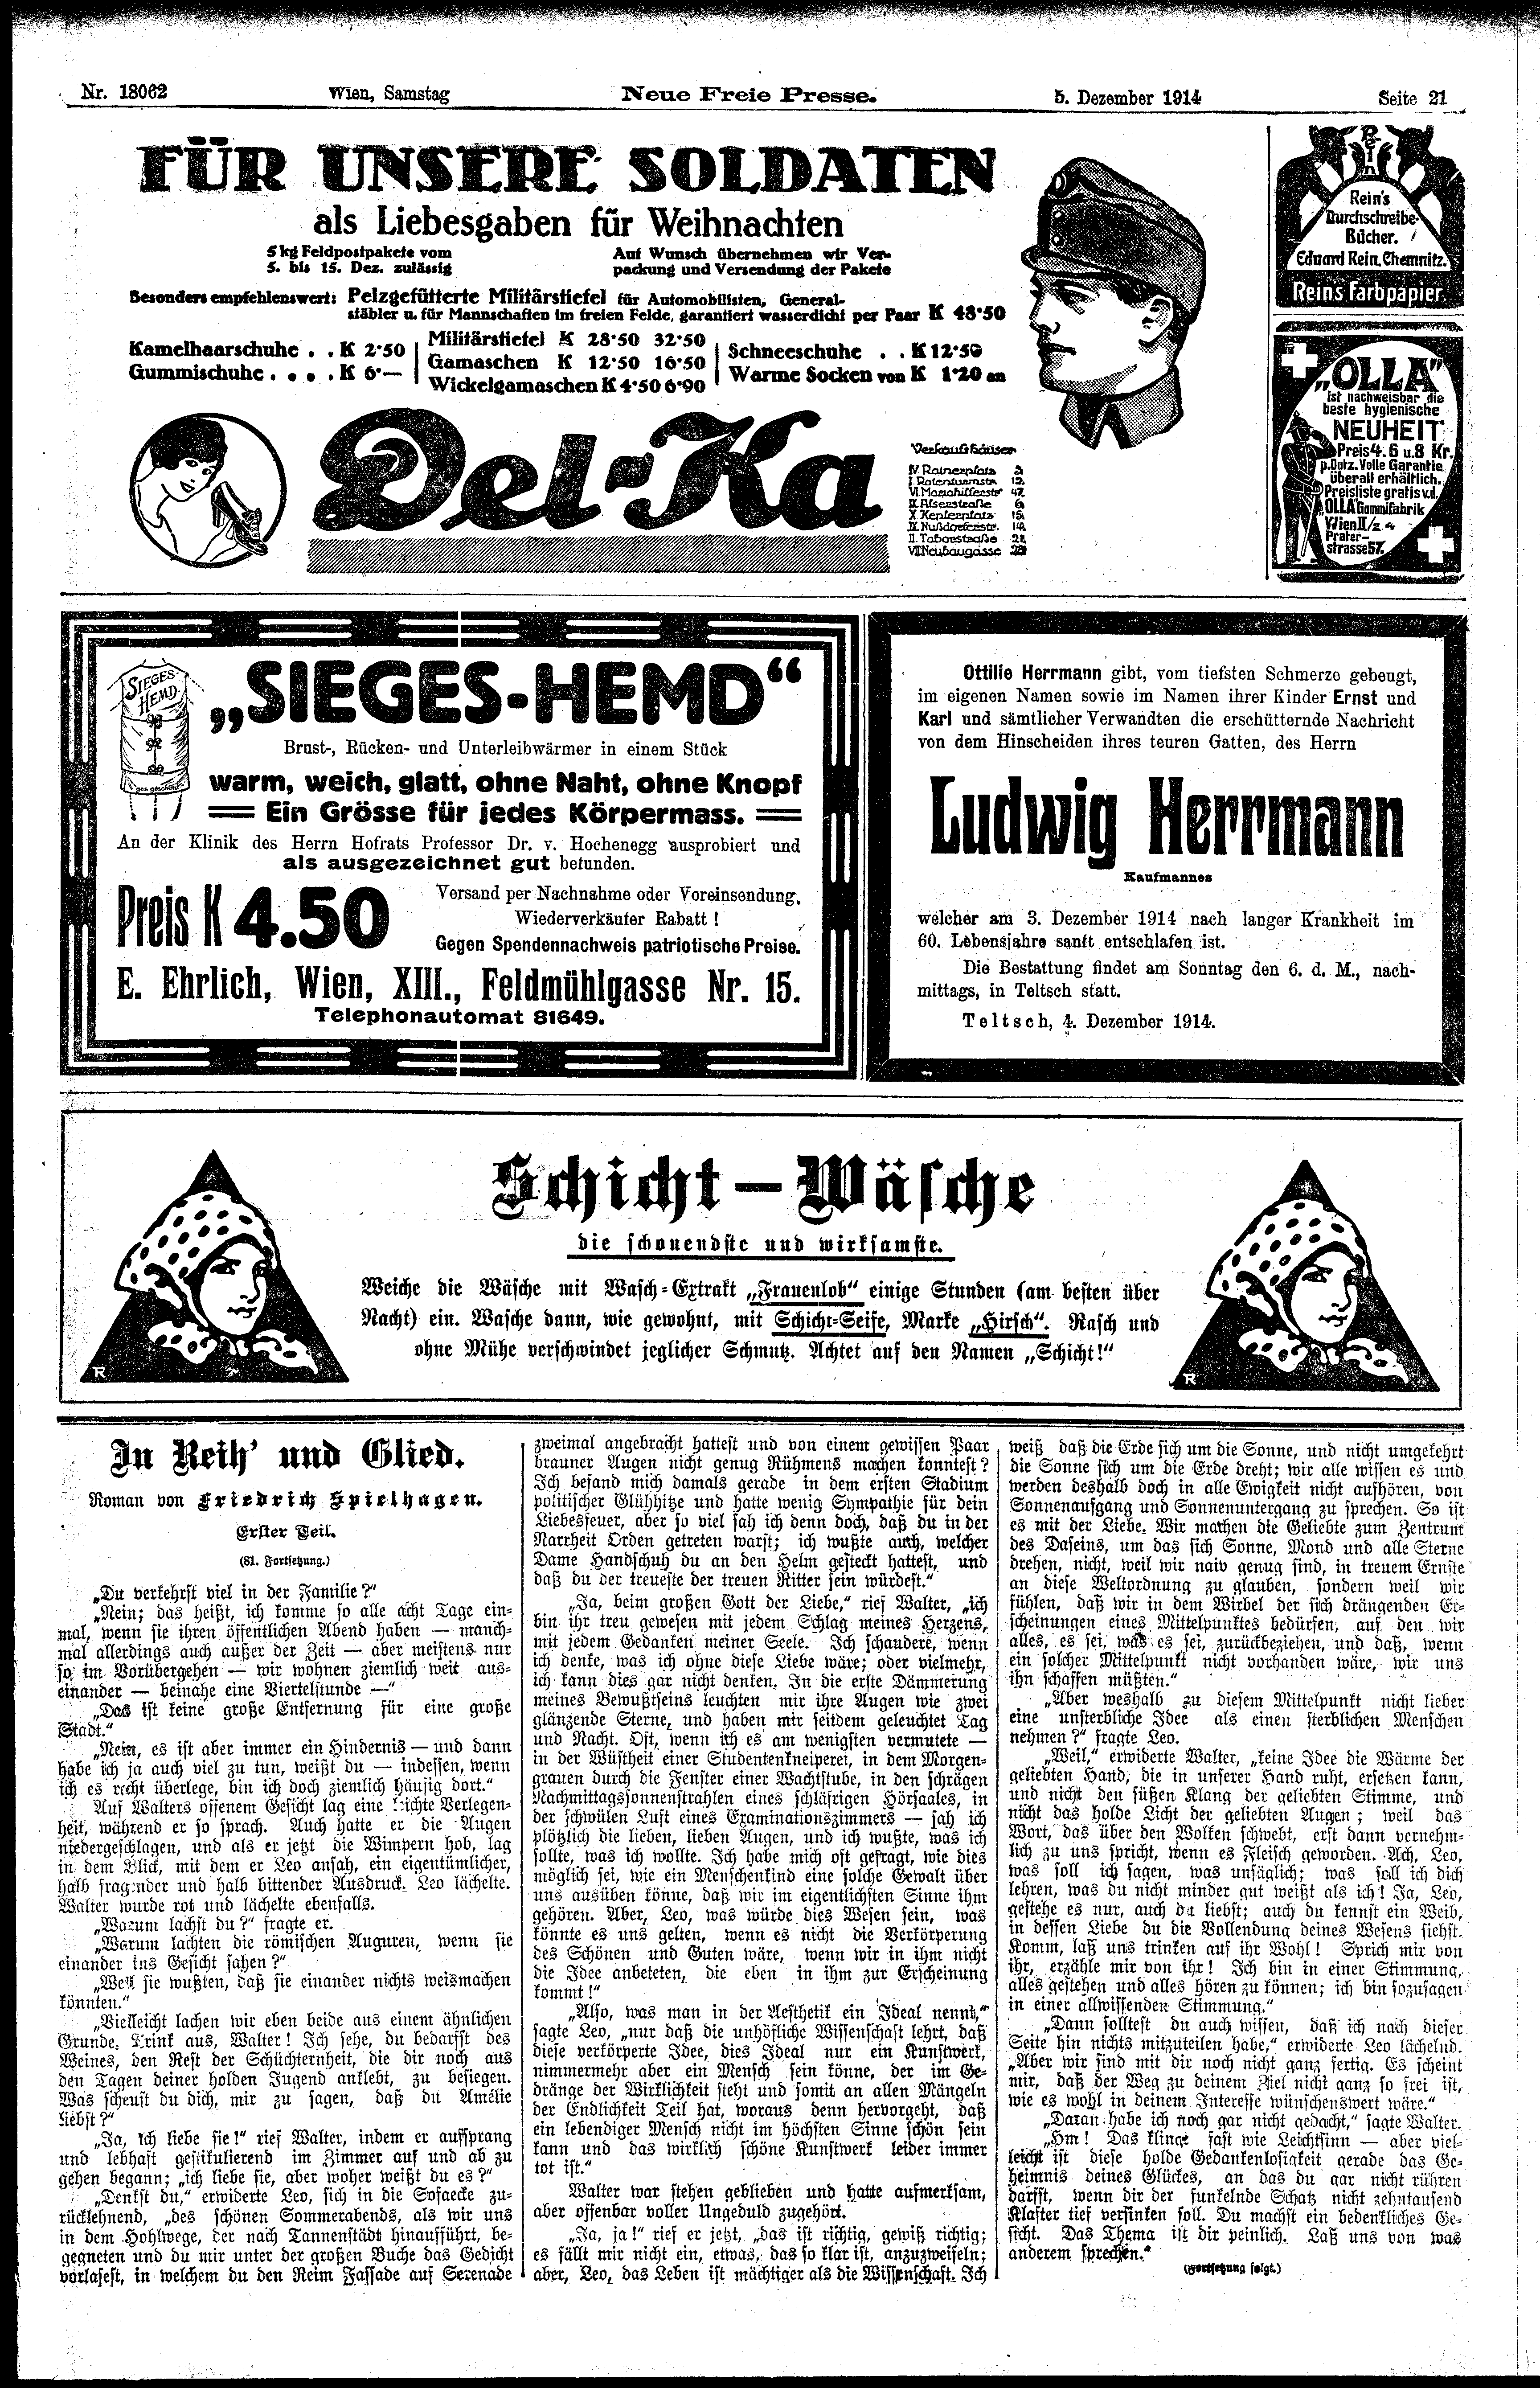 Nr. 18062 Wien, Samstag Neue Freie Presse. 5. Dezember 1914 Seite 21
FÜR UNSERE SOLDATEN
als Liebesgaben für Weihnachten
5 kg Feldpostpakete vom
5. bis 15. Dez. zulässig
Auf Wunsch übernehmen wir Ver-
packung und Versendung der Pakete
Besonders empfehlenswert: Pelzgefütterte Militärstiefel für Automobilisten, General-
stäbler u. für Mannschaften im freien Felde, garantiert wasserdicht per Paar K 48·50
Kamelhaarschuhe . . K 2·50
Gummischuhe . . . . K 6·—
Militärstiefel K 28·50 32·50
Gamaschen K 12·50 16·50
Wickelgamaschen K 4·50 6·90
Schneeschuhe . . K 12·50
Warme Socken von K 1·20 an
Del-Ka
Verkaufshäuser
IV Rainerplatz
I. Rotenturmstr.
VI. Mariahilferstr.
IX Alserstraße
X Keplerplatz
IX. Nußdorferstr.
II. Taborstraße
VII Neubaugasse
Rein
Rein's
Durchschreibe-
Bücher.
Eduard Rein, Chemnitz.
Rein's Farbpapier.
„OLLA"
ist nachweisbar die
beste hygienische
NEUHEIT
Preis 4. 6 u. 8 Kr.
p. Dutz. Volle Garantie
überall erhältlich.
Preisliste gratis v.d.
„OLLA" Gummifabrik
Wien II/2 4
Prater-
strasse 57.
SIEGES-
HEMD
ges. geschützt
„SIEGES-HEMD“
Brust-, Rücken- und Unterleibwärmer in einem Stück
warm, weich, glatt, ohne Naht, ohne Knopf
Ein Grösse für jedes Körpermass.
An der Klinik des Herrn Hofrats Professor Dr. v. Hochenegg ausprobiert und
als ausgezeichnet gut befunden.
Preis K 4.50
Versand per Nachnahme oder Voreinsendung.
Wiederverkäufer Rabatt!
Gegen Spendennachweis patriotische Preise.
E. Ehrlich, Wien, XIII., Feldmühlgasse Nr. 15.
Telephonautomat 81649.
Ottilie Herrmann gibt, vom tiefsten Schmerze gebeugt,
im eigenen Namen sowie im Namen ihrer Kinder Ernst und
Karl und sämtlicher Verwandten die erschütternde Nachricht
von dem Hinscheiden ihres teuren Gatten, des Herrn
Ludwig Herrmann
Kaufmannes
welcher am 3. Dezember 1914 nach langer Krankheit im
60. Lebensjahre sanft entschlafen ist.
Die Bestattung findet am Sonntag den 6. d. M., nach-
mittags, in Teltsch statt.
Teltsch, 4. Dezember 1914.
Schicht-Wäsche
die schonendste und wirksamste.
Weiche die Wäsche mit Wasch-Extrakt „Frauenlob“ einige Stunden (am besten über
Nacht) ein. Wasche dann, wie gewohnt, mit Schicht-Seife, Marke „Hirsch“. Rasch und
ohne Mühe verschwindet jeglicher Schmutz. Achtet auf den Namen „Schicht!“
In Reih' und Glied.
Roman von Friedrich Spielhagen.
Erster Teil.
(81. Fortsetzung.)
„Du verkehrst viel in der Familie?“
„Nein; das heißt, ich komme so alle acht Tage ein-
mal, wenn sie ihren öffentlichen Abend haben — manch-
mal allerdings auch außer der Zeit — aber meistens nur
so im Vorübergehen — wir wohnen ziemlich weit aus-
einander — beinahe eine Viertelstunde —“
„Das ist keine große Entfernung für eine große
Stadt.“
„Nein, es ist aber immer ein Hindernis — und dann
habe ich ja auch viel zu tun, weißt du — indessen, wenn
ich es recht überlege, bin ich doch ziemlich häufig dort.“
Auf Walters offenem Gesicht lag eine leichte Verlegen-
heit, während er so sprach. Auch hatte er die Augen
niedergeschlagen, und als er jetzt die Wimpern hob, lag
in dem Blick, mit dem er Leo ansah, ein eigentümlicher,
halb fragender und halb bittender Ausdruck. Leo lächelte.
Walter wurde rot und lächelte ebenfalls.
„Warum lachst du?“ fragte er.
„Warum lachten die römischen Auguren, wenn sie
einander ins Gesicht sahen?“
„Weil sie wußten, daß sie einander nichts weismachen
könnten.“
„Vielleicht lachen wir eben beide aus einem ähnlichen
Grunde. Trink aus, Walter! Ich sehe, du bedarfst des
Weines, den Rest der Schüchternheit, die dir noch aus
den Tagen deiner holden Jugend anklebt, zu besiegen.
Was scheust du dich, mir zu sagen, daß du Amelie
liebst?“
„Ja, ich liebe sie!“ rief Walter, indem er aufsprang
und lebhaft gestikulierend im Zimmer auf und ab zu
gehen begann; „ich liebe sie, aber woher weißt du es?“
„Denkst du,“ erwiderte Leo, sich in die Sofaecke zu-
rücklehnend, „des schönen Sommerabends, als wir uns
in dem Hohlwege, der nach Tannenstädt hinaufführt, be-
gegneten und du mir unter der großen Buche das Gedicht
vorlasest, in welchem du den Reim Fassade auf Serenade
zweimal angebracht hattest und von einem gewissen Paar
brauner Augen nicht genug Rühmens machen konntest?
Ich befand mich damals gerade in dem ersten Stadium
politischer Glühhitze und hatte wenig Sympathie für dein
Liebesfeuer, aber so viel sah ich denn doch, daß du in der
Narrheit Orden getreten warst; ich wußte auch, welcher
Dame Handschuh du an den Helm gesteckt hattest, und
daß du der treueste der treuen Ritter sein würdest.“
„Ja, beim großen Gott der Liebe,“ rief Walter, „ich
bin ihr treu gewesen mit jedem Schlag meines Herzens,
mit jedem Gedanken meiner Seele. Ich schaudere, wenn
ich denke, was ich ohne diese Liebe wäre; oder vielmehr,
ich kann dies gar nicht denken. In die erste Dämmerung
meines Bewußtseins leuchten mir ihre Augen wie zwei
glänzende Sterne, und haben mir seitdem geleuchtet Tag
und Nacht. Oft, wenn ich es am wenigsten vermutete —
in der Wüstheit einer Studentenkneiperei, in dem Morgen-
grauen durch die Fenster einer Wachtstube, in den schrägen
Nachmittagssonnenstrahlen eines schläfrigen Hörsaales, in
der schwülen Luft eines Examinationszimmers — sah ich
plötzlich die lieben, lieben Augen, und ich wußte, was ich
sollte, was ich wollte. Ich habe mich oft gefragt, wie dies
möglich sei, wie ein Menschenkind eine solche Gewalt über
uns ausüben könne, daß wir im eigentlichsten Sinne ihm
gehören. Aber, Leo, was würde dies Wesen sein, was
könnte es uns gelten, wenn es nicht die Verkörperung
des Schönen und Guten wäre, wenn wir in ihm nicht
die Idee anbeteten, die eben in ihm zur Erscheinung
kommt!“
„Also, was man in der Aesthetik ein Ideal nennt,“
sagte Leo, „nur daß die unhöfliche Wissenschaft lehrt, daß
diese verkörperte Idee, dies Ideal nur ein Kunstwerk,
nimmermehr aber ein Mensch sein könne, der im Ge-
dränge der Wirklichkeit steht und somit an allen Mängeln
der Endlichkeit Teil hat, woraus denn hervorgeht, daß
ein lebendiger Mensch nicht im höchsten Sinne schön sein
kann und das wirklich schöne Kunstwerk leider immer
tot ist.“
Walter war stehen geblieben und hatte aufmerksam,
aber offenbar voller Ungeduld zugehört.
„Ja, ja!“ rief er jetzt, „das ist richtig, gewiß richtig;
es fällt mir nicht ein, etwas, das so klar ist, anzuzweifeln;
aber, Leo, das Leben ist mächtiger als die Wissenschaft. Ich
weiß daß die Erde sich um die Sonne, und nicht umgekehrt
die Sonne sich um die Erde dreht; wir alle wissen es und
werden deshalb doch in alle Ewigkeit nicht aufhören, von
Sonnenaufgang und Sonnenuntergang zu sprechen. So ist
es mit der Liebe. Wir machen die Geliebte zum Zentrum
des Daseins, um das sich Sonne, Mond und alle Sterne
drehen, nicht, weil wir naiv genug sind, in treuem Ernste
an diese Weltordnung zu glauben, sondern weil wir
fühlen, daß wir in dem Wirbel der sich drängenden Er-
scheinungen eines Mittelpunktes bedürfen, auf den wir
alles, es sei, was es sei, zurückbeziehen, und daß, wenn
ein solcher Mittelpunkt nicht vorhanden wäre, wir uns
ihn schaffen müßten.“
„Aber weshalb zu diesem Mittelpunkt nicht lieber
eine unsterbliche Idee als einen sterblichen Menschen
nehmen?“ fragte Leo.
„Weil,“ erwiderte Walter, „keine Idee die Wärme der
geliebten Hand, die in unserer Hand ruht, ersetzen kann,
und nicht den süßen Klang der geliebten Stimme, und
nicht das holde Licht der geliebten Augen; weil das
Wort, das über den Wolken schwebt, erst dann vernehm-
lich zu uns spricht, wenn es Fleisch geworden. Ach, Leo,
was soll ich sagen, was unsäglich; was soll ich dich
lehren, was du nicht minder gut weißt als ich! Ja, Leo,
gestehe es nur, auch du liebst; auch du kennst ein Weib,
in dessen Liebe du die Vollendung deines Wesens siehst.
Komm, laß uns trinken auf ihr Wohl! Sprich mir von
ihr, erzähle mir von ihr! Ich bin in einer Stimmung,
alles gestehen und alles hören zu können; ich bin sozusagen
in einer allwissenden Stimmung.“
„Dann solltest du auch wissen, daß ich nach dieser
Seite hin nichts mitzuteilen habe,“ erwiderte Leo lächelnd.
„Aber wir sind mit dir noch nicht ganz fertig. Es scheint
mir, daß der Weg zu deinem Ziel nicht ganz so frei ist,
wie es wohl in deinem Interesse wünschenswert wäre.“
„Daran habe ich noch gar nicht gedacht,“ sagte Walter.
„Hm! Das klingt fast wie Leichtsinn — aber viel-
leicht ist diese holde Gedankenlosigkeit gerade das Ge-
heimnis deines Glückes, an das du gar nicht rühren
darfst, wenn dir der funkelnde Schatz nicht zehntausend
Klafter tief versinken soll. Du machst ein bedenkliches Ge-
sicht. Das Thema ist dir peinlich. Laß uns von was
anderem sprechen.“
(Fortsetzung folgt.)